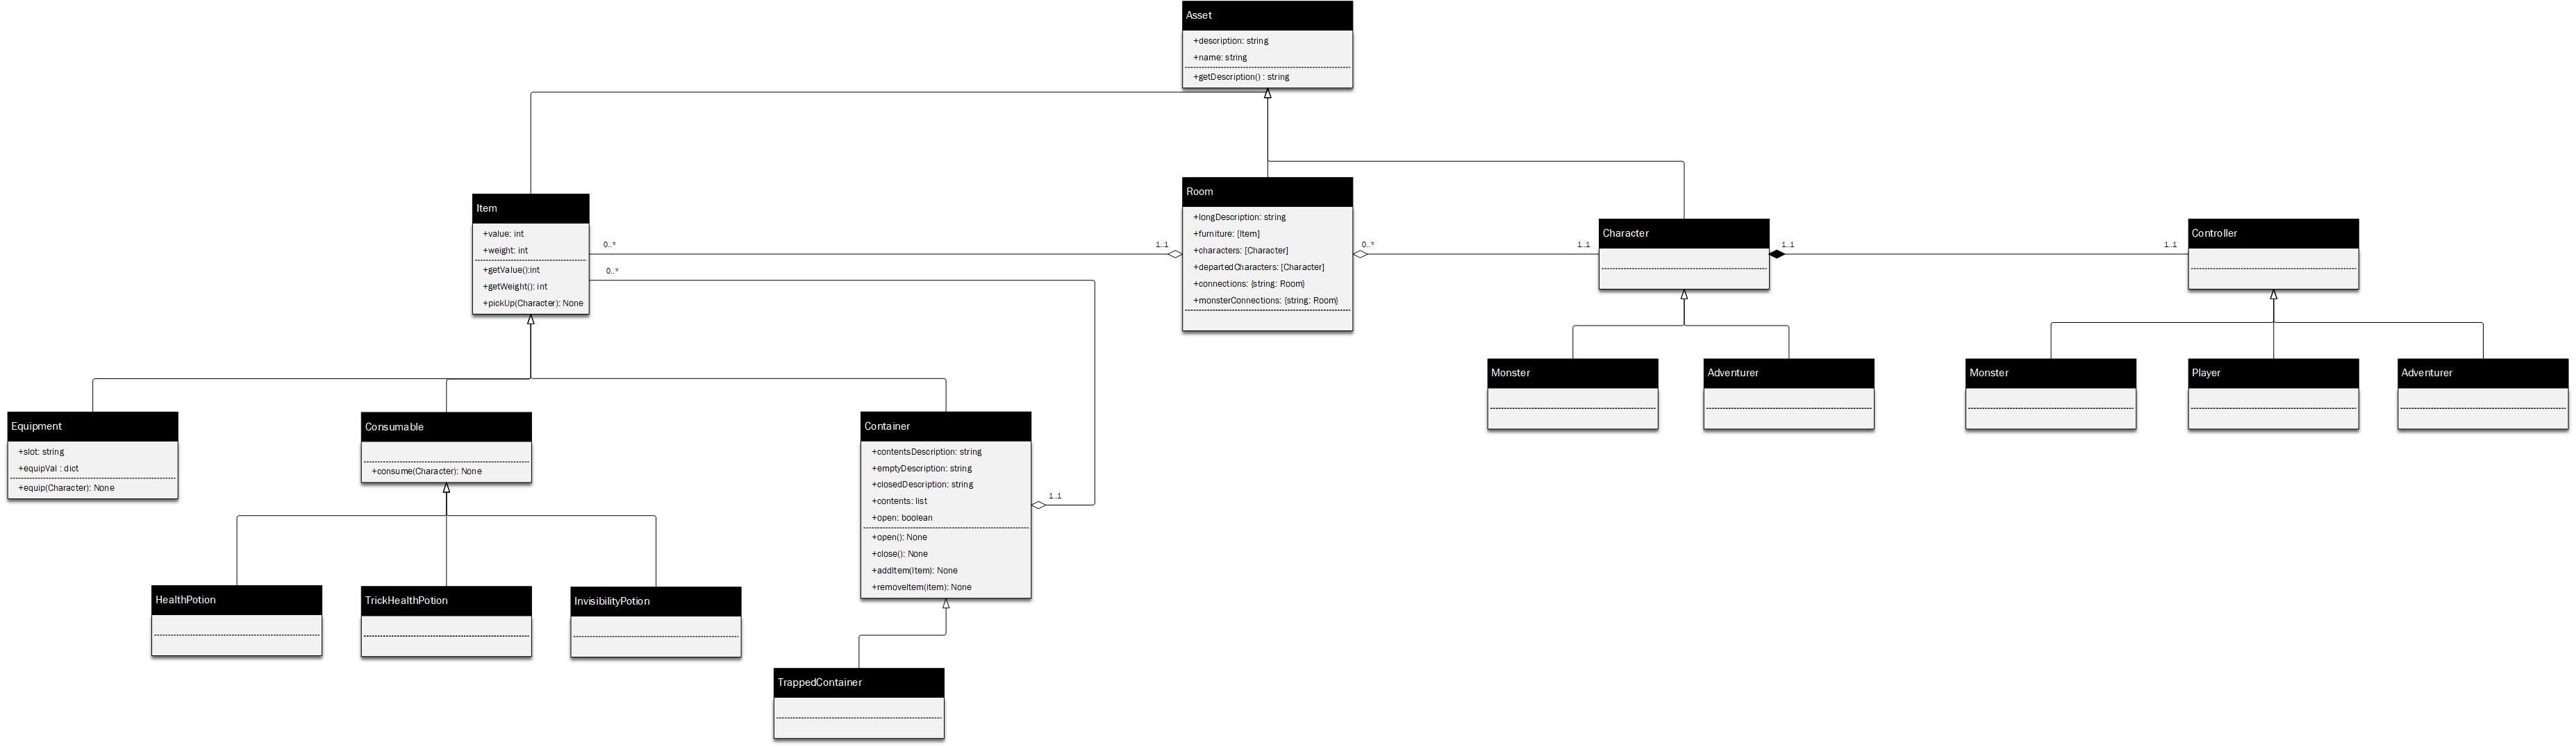 Asset
+description: string
+name: string
+getDescription() : string
Item
+value: int
+weight: int
+getValue():int
+getWeight(): int
+pickUp(Character): None
0..*
1..1
0..*
Room
+longDescription: string
+furniture: [Item]
+characters: [Character]
+departedCharacters: [Character]
+connections: {string: Room}
+monsterConnections: {string: Room}
0..*
1..1
Character
1..1
1..1
Controller
Monster
Adventurer
Monster
Player
Adventurer
Equipment
+slot: string
+equipVal : dict
+equip(Character): None
Consumable
+consume(Character): None
Container
+contentsDescription: string
+emptyDescription: string
+closedDescription: string
+contents: list
+open: boolean
+open(): None
+close(): None
+addItem(Item): None
+removeItem(item): None
1..1
HealthPotion
TrickHealthPotion
InvisibilityPotion
TrappedContainer